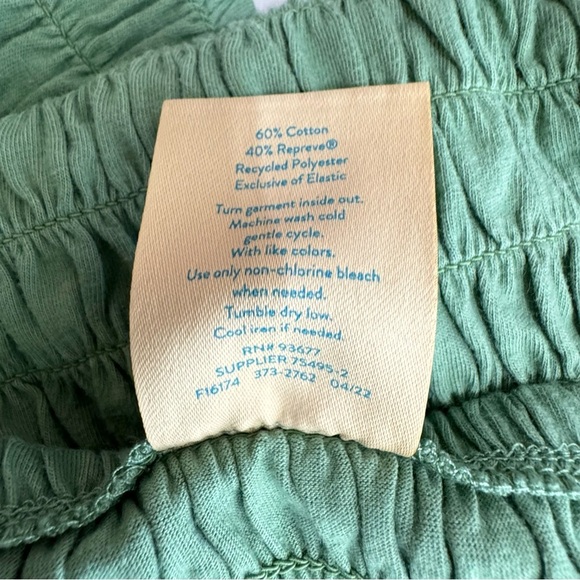 60% Cotton
40% Repreve®
Recycled Polyester
Exclusive of Elastic
Turn garment inside out.
Machine wash cold
gentle cycle.
With like colors.
Use only non-chlorine bleach
when needed.
Tumble dry low.
Cool iron if needed.
RN# 93677
SUPPLIER 75495-2
F16174 373-2762 04/22